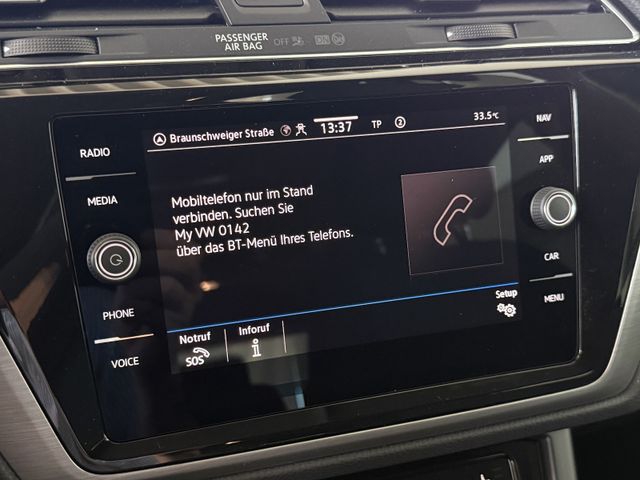 PASSENGER
AIR BAG OFF ON
Braunschweiger Straße 13:37 TP 2 33.5°C
RADIO
MEDIA
PHONE
VOICE
NAV
APP
CAR
MENU
Mobiltelefon nur im Stand
verbinden. Suchen Sie
My VW 0142
über das BT-Menü Ihres Telefons.
Setup
Notruf Inforuf
SOS i